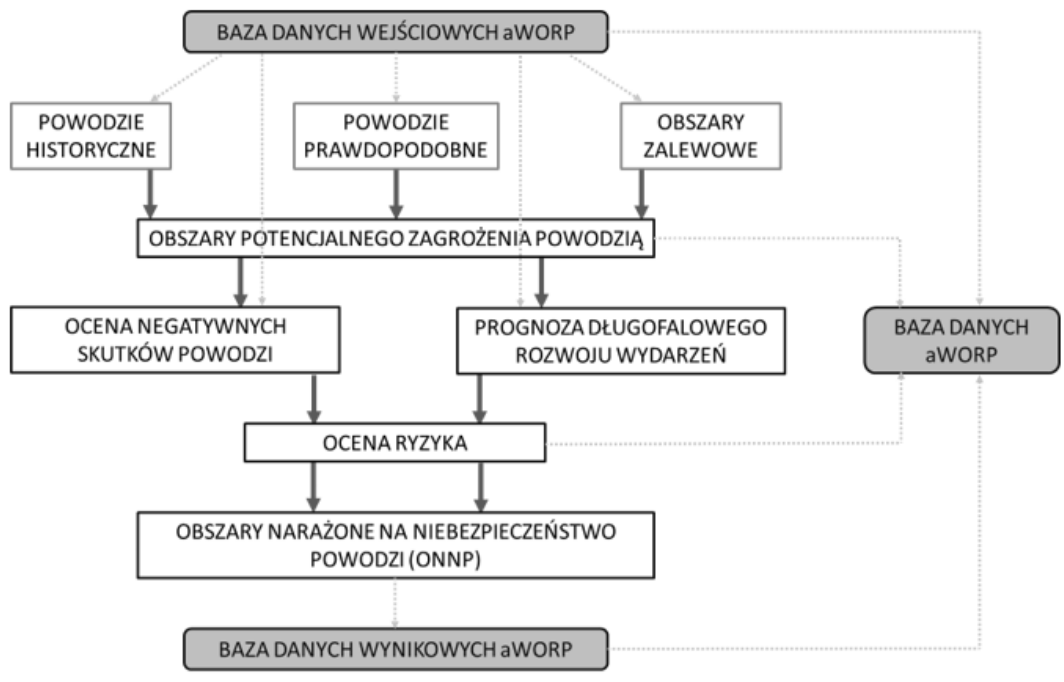 BAZA DANYCH WEJŚCIOWYCH aWORP
POWODZIE
HISTORYCZNE
POWODZIE
PRAWDOPODOBNE
OBSZARY
ZALEWOWE
OBSZARY POTENCJALNEGO ZAGROŻENIA POWODZIĄ
OCENA NEGATYWNYCH
SKUTKÓW POWODZI
PROGNOZA DŁUGOFALOWEGO
ROZWOJU WYDARZEŃ
BAZA DANYCH
aWORP
OCENA RYZYKA
OBSZARY NARAŻONE NA NIEBEZPIECZEŃSTWO
POWODZI (ONNP)
BAZA DANYCH WYNIKOWYCH aWORP